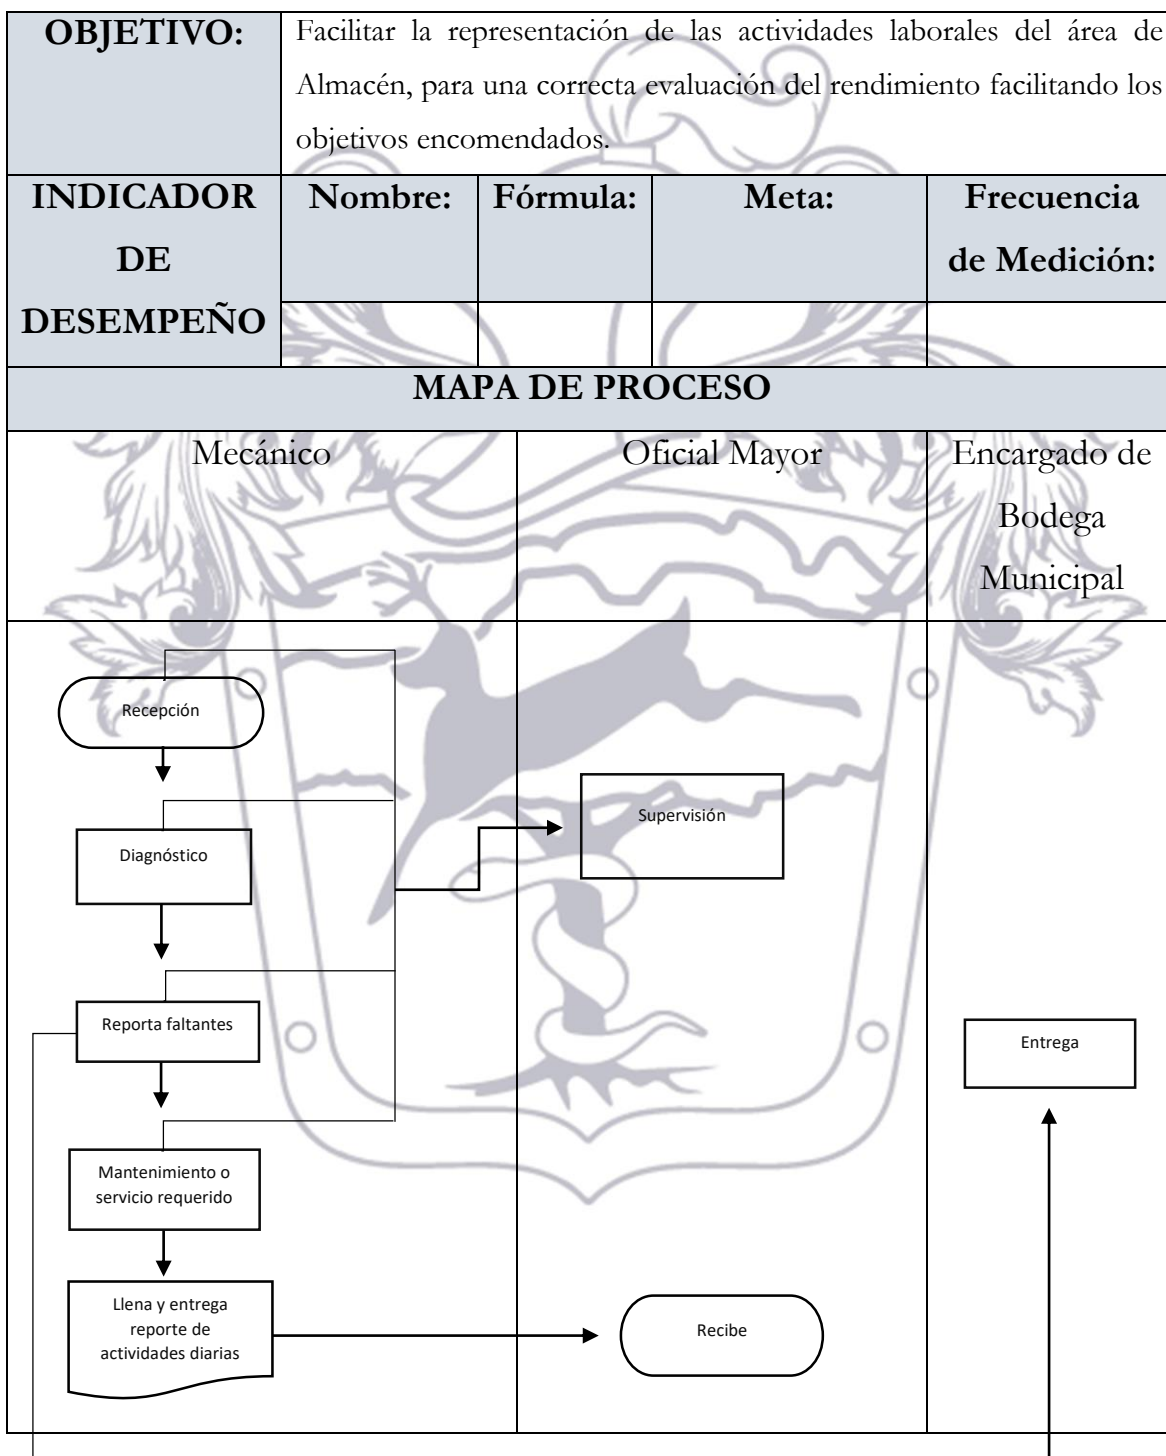 OBJETIVO:
Facilitar la representación de las actividades laborales del área de
Almacén, para una correcta evaluación del rendimiento facilitando los
objetivos encomendados.
INDICADOR
DE
DESEMPEÑO
Nombre:
Fórmula:
Meta:
Frecuencia
de Medición:
MAPA DE PROCESO
Mecánico
Oficial Mayor
Encargado de
Bodega
Municipal
Recepción
Supervisión
Diagnóstico
Reporta faltantes
Entrega
Mantenimiento o
servicio requerido
Llena y entrega
reporte de
actividades diarias
Recibe